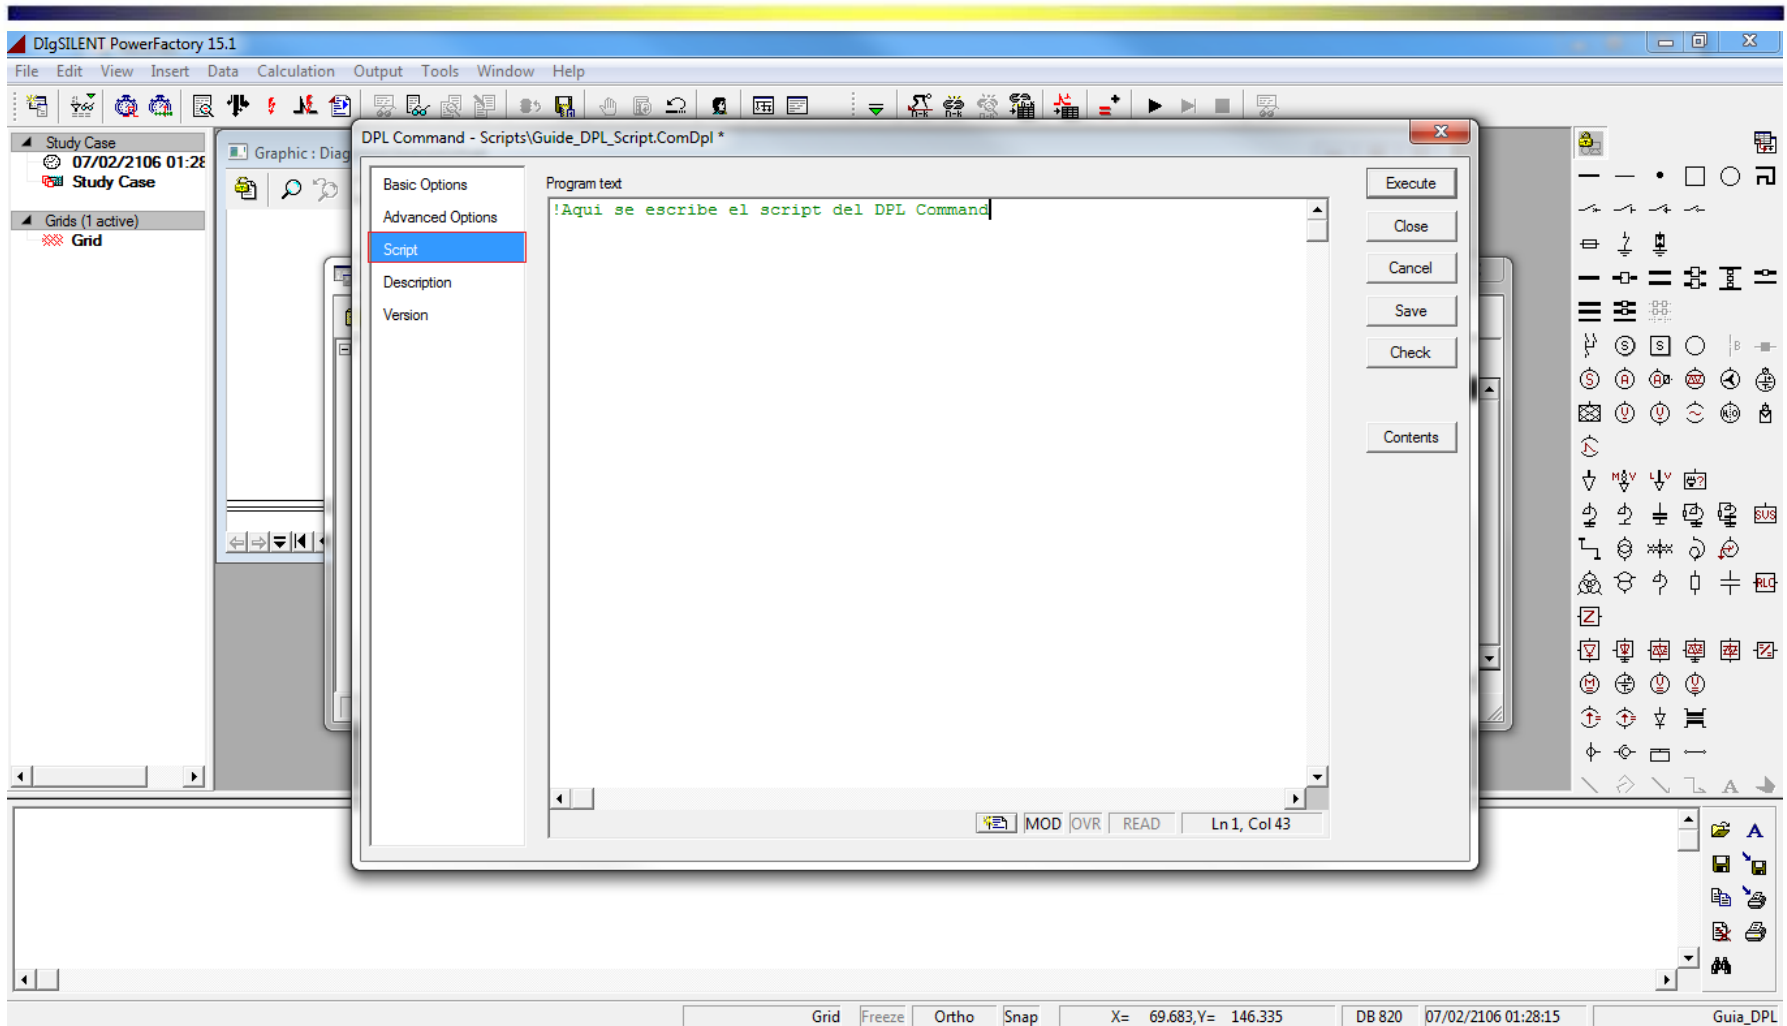 DIgSILENT PowerFactory 15.1
File Edit View Insert Data Calculation Output Tools Window Help
DPL Command - Scripts\Guide_DPL_Script.ComDpl *
Study Case
07/02/2106 01:28
Study Case
Grids (1 active)
Grid
Graphic : Diag
Basic Options
Advanced Options
Script
Description
Version
Program text
!Aqui se escribe el script del DPL Command
Execute
Close
Cancel
Save
Check
Contents
MOD OVR READ Ln 1, Col 43
Grid Freeze Ortho Snap X= 69.683,Y= 146.335 DB 820 07/02/2106 01:28:15 Guia_DPL